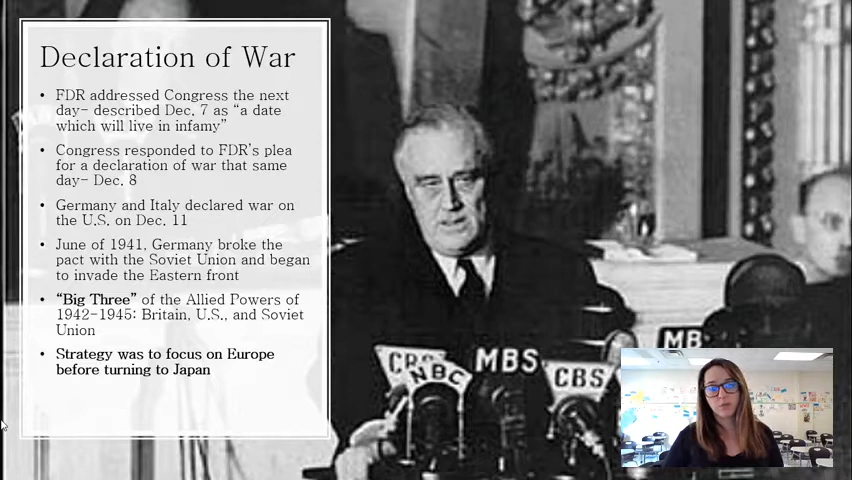 Declaration of War
• FDR addressed Congress the next
day– described Dec. 7 as “a date
which will live in infamy”
• Congress responded to FDR’s plea
for a declaration of war that same
day– Dec. 8
• Germany and Italy declared war on
the U.S. on Dec. 11
• June of 1941, Germany broke the
pact with the Soviet Union and began
to invade the Eastern front
• “Big Three” of the Allied Powers of
1942-1945: Britain, U.S., and Soviet
Union
• Strategy was to focus on Europe
before turning to Japan
NBC
MBS
CBS